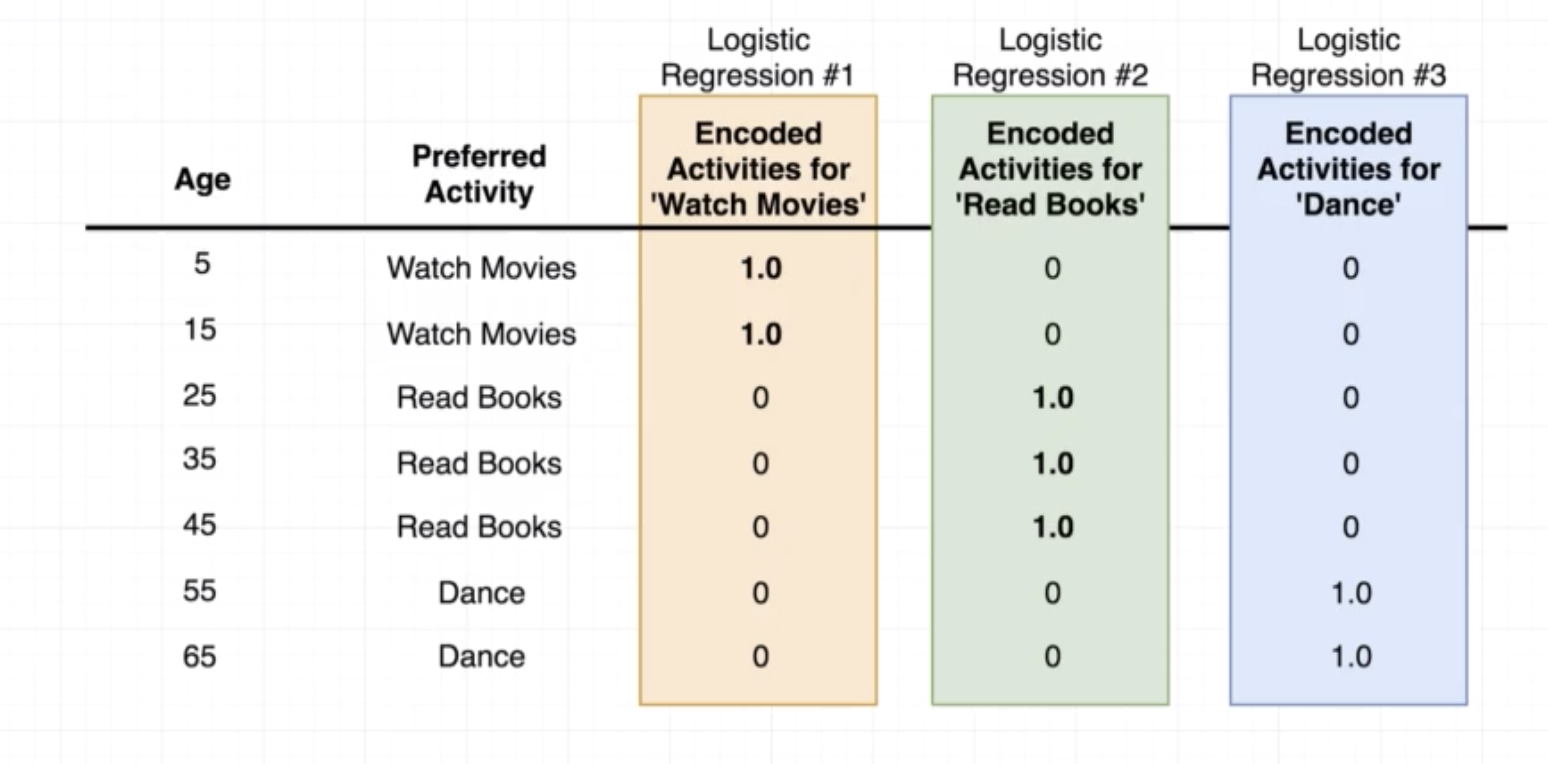 Logistic Regression #1 Logistic Regression #2 Logistic Regression #3
Age Preferred Activity Encoded Activities for 'Watch Movies' Encoded Activities for 'Read Books' Encoded Activities for 'Dance'
5 Watch Movies 1.0 0 0
15 Watch Movies 1.0 0 0
25 Read Books 0 1.0 0
35 Read Books 0 1.0 0
45 Read Books 0 1.0 0
55 Dance 0 0 1.0
65 Dance 0 0 1.0